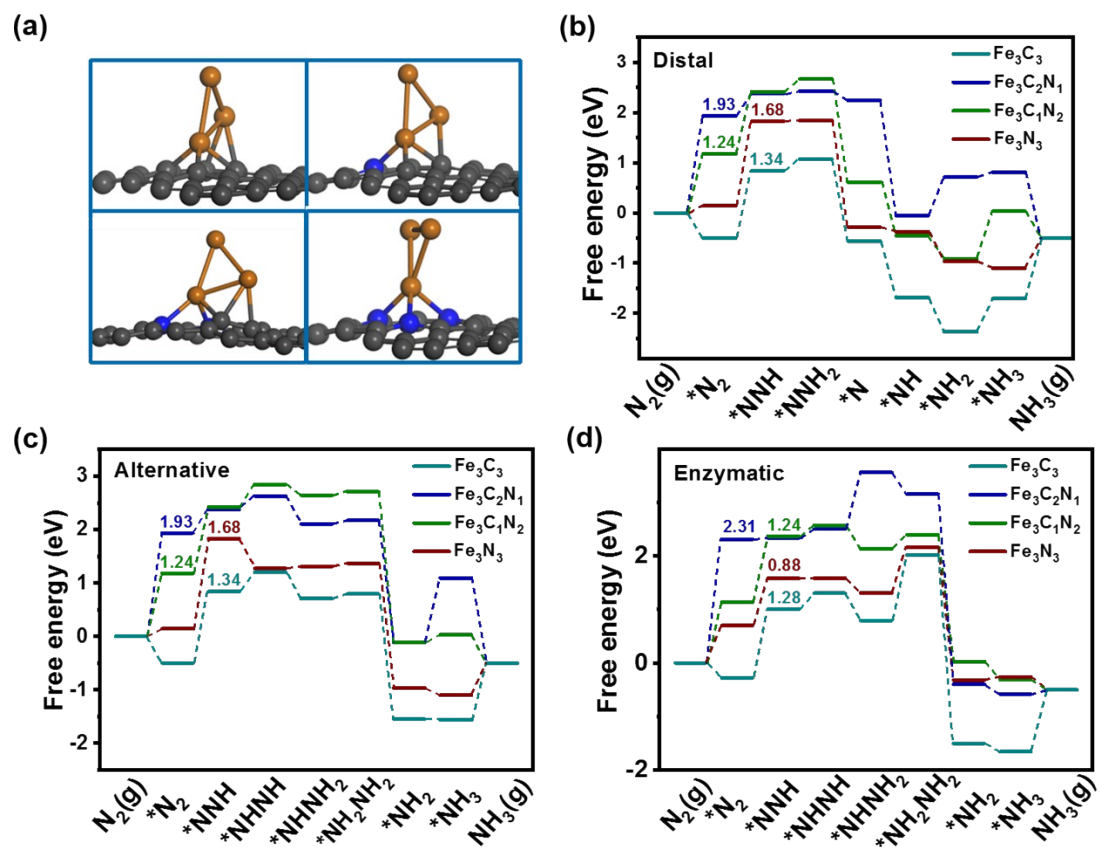 (a)
(b)
Distal
Fe₃C₃
Fe₃C₂N₁
Fe₃C₁N₂
Fe₃N₃
1.93
1.24
1.68
1.34
3
2
1
0
-1
-2
Free energy (eV)
N₂(g)
*N₂
*NNH
*NNH₂
*N
*NH
*NH₂
*NH₃
NH₃(g)
(c)
Alternative
Fe₃C₃
Fe₃C₂N₁
Fe₃C₁N₂
Fe₃N₃
1.93
1.24
1.68
1.34
3
2
1
0
-1
-2
Free energy (eV)
N₂(g)
*N₂
*NNH
*NHNH
*NHNH₂
*NH₂NH₂
*NH₂
*NH₃
NH₃(g)
(d)
Enzymatic
Fe₃C₃
Fe₃C₂N₁
Fe₃C₁N₂
Fe₃N₃
2.31
1.24
0.88
1.28
2
0
-2
Free energy (eV)
N₂(g)
*N₂
*NNH
*NHNH
*NHNH₂
*NH₂NH₂
*NH₂
*NH₃
NH₃(g)